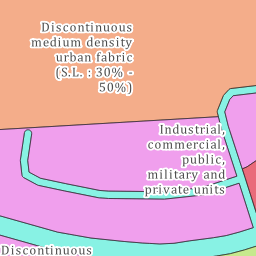 Discontinuous
medium density
urban fabric
(S.L. : 30% -
50%)
Industrial,
commercial,
public,
military and
private units
Discontinuous